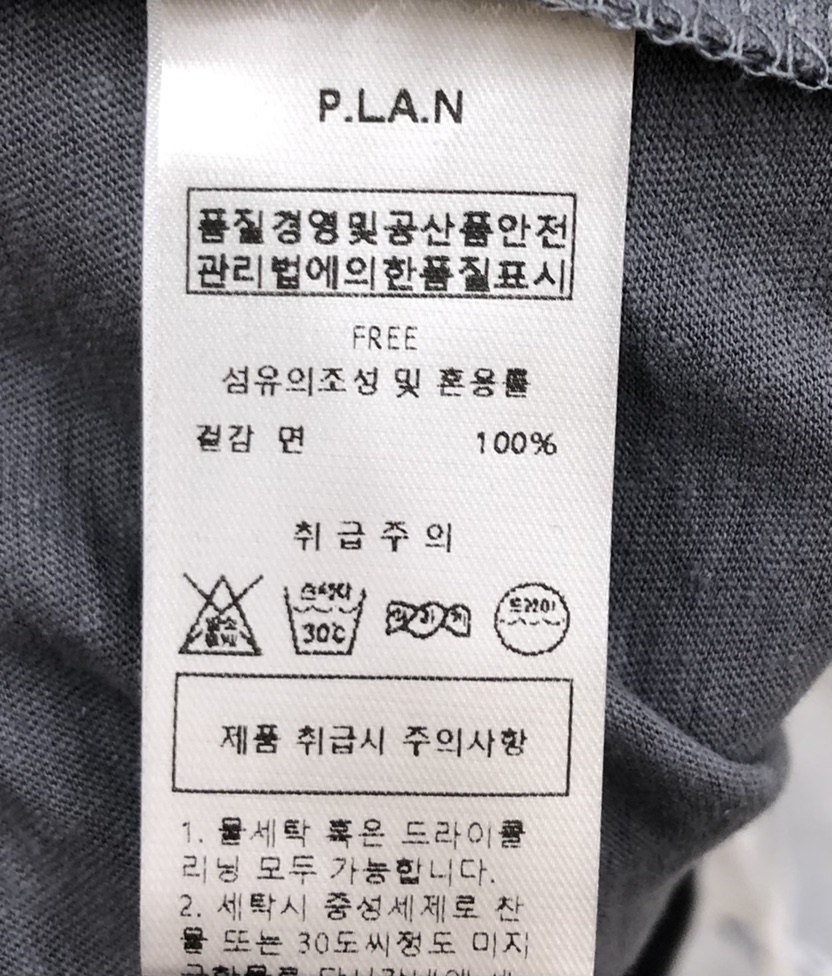 P.L.A.N
품질경영및공산품안전
관리법에의한품질표시
FREE
섬유의조성 및 혼용률
겉감 면 100%
취급주의
30℃
드라이
제품 취급시 주의사항
1. 물세탁 혹은 드라이클
리닝 모두 가능합니다.
2. 세탁시 중성세제로 찬
물 또는 30도씨정도 미지